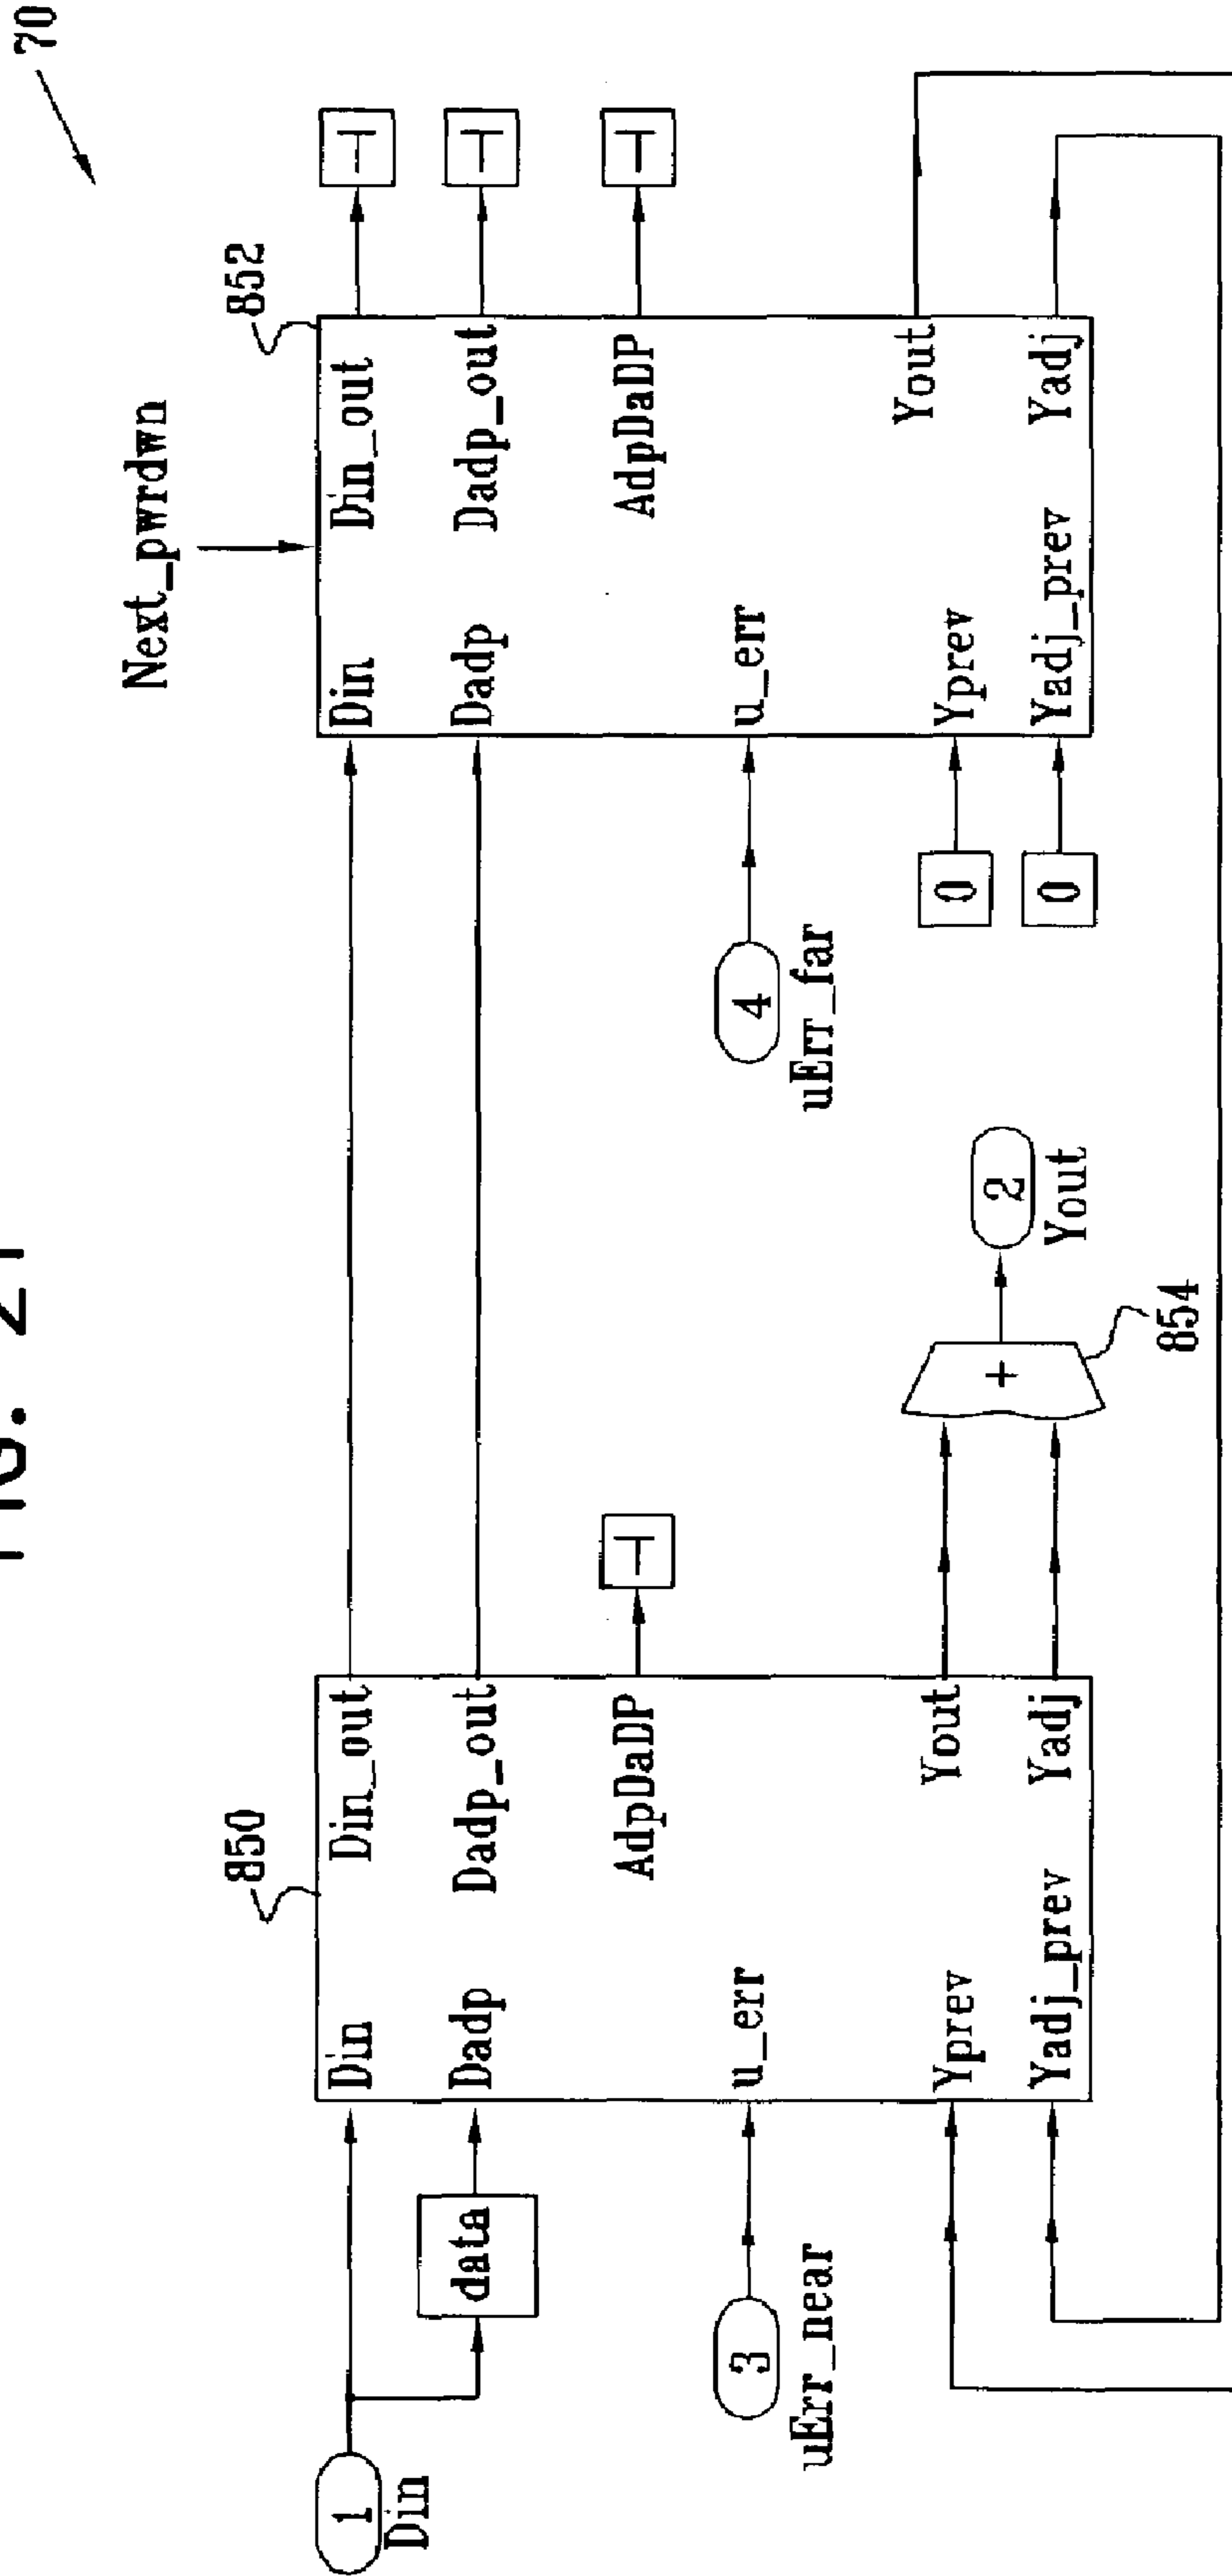 FIG. 21
70
Next_pwrdwn
850
852
1
Din
data
Din Din_out
Dadp Dadp_out
AdpDaDP
u_err
Yprev Yout
Yadj_prev Yadj
T
3
uErr_near
+
854
2
Yout
4
uErr_far
0
0
Din Din_out
Dadp Dadp_out
AdpDaDP
u_err
Yprev Yout
Yadj_prev Yadj
T
T
T